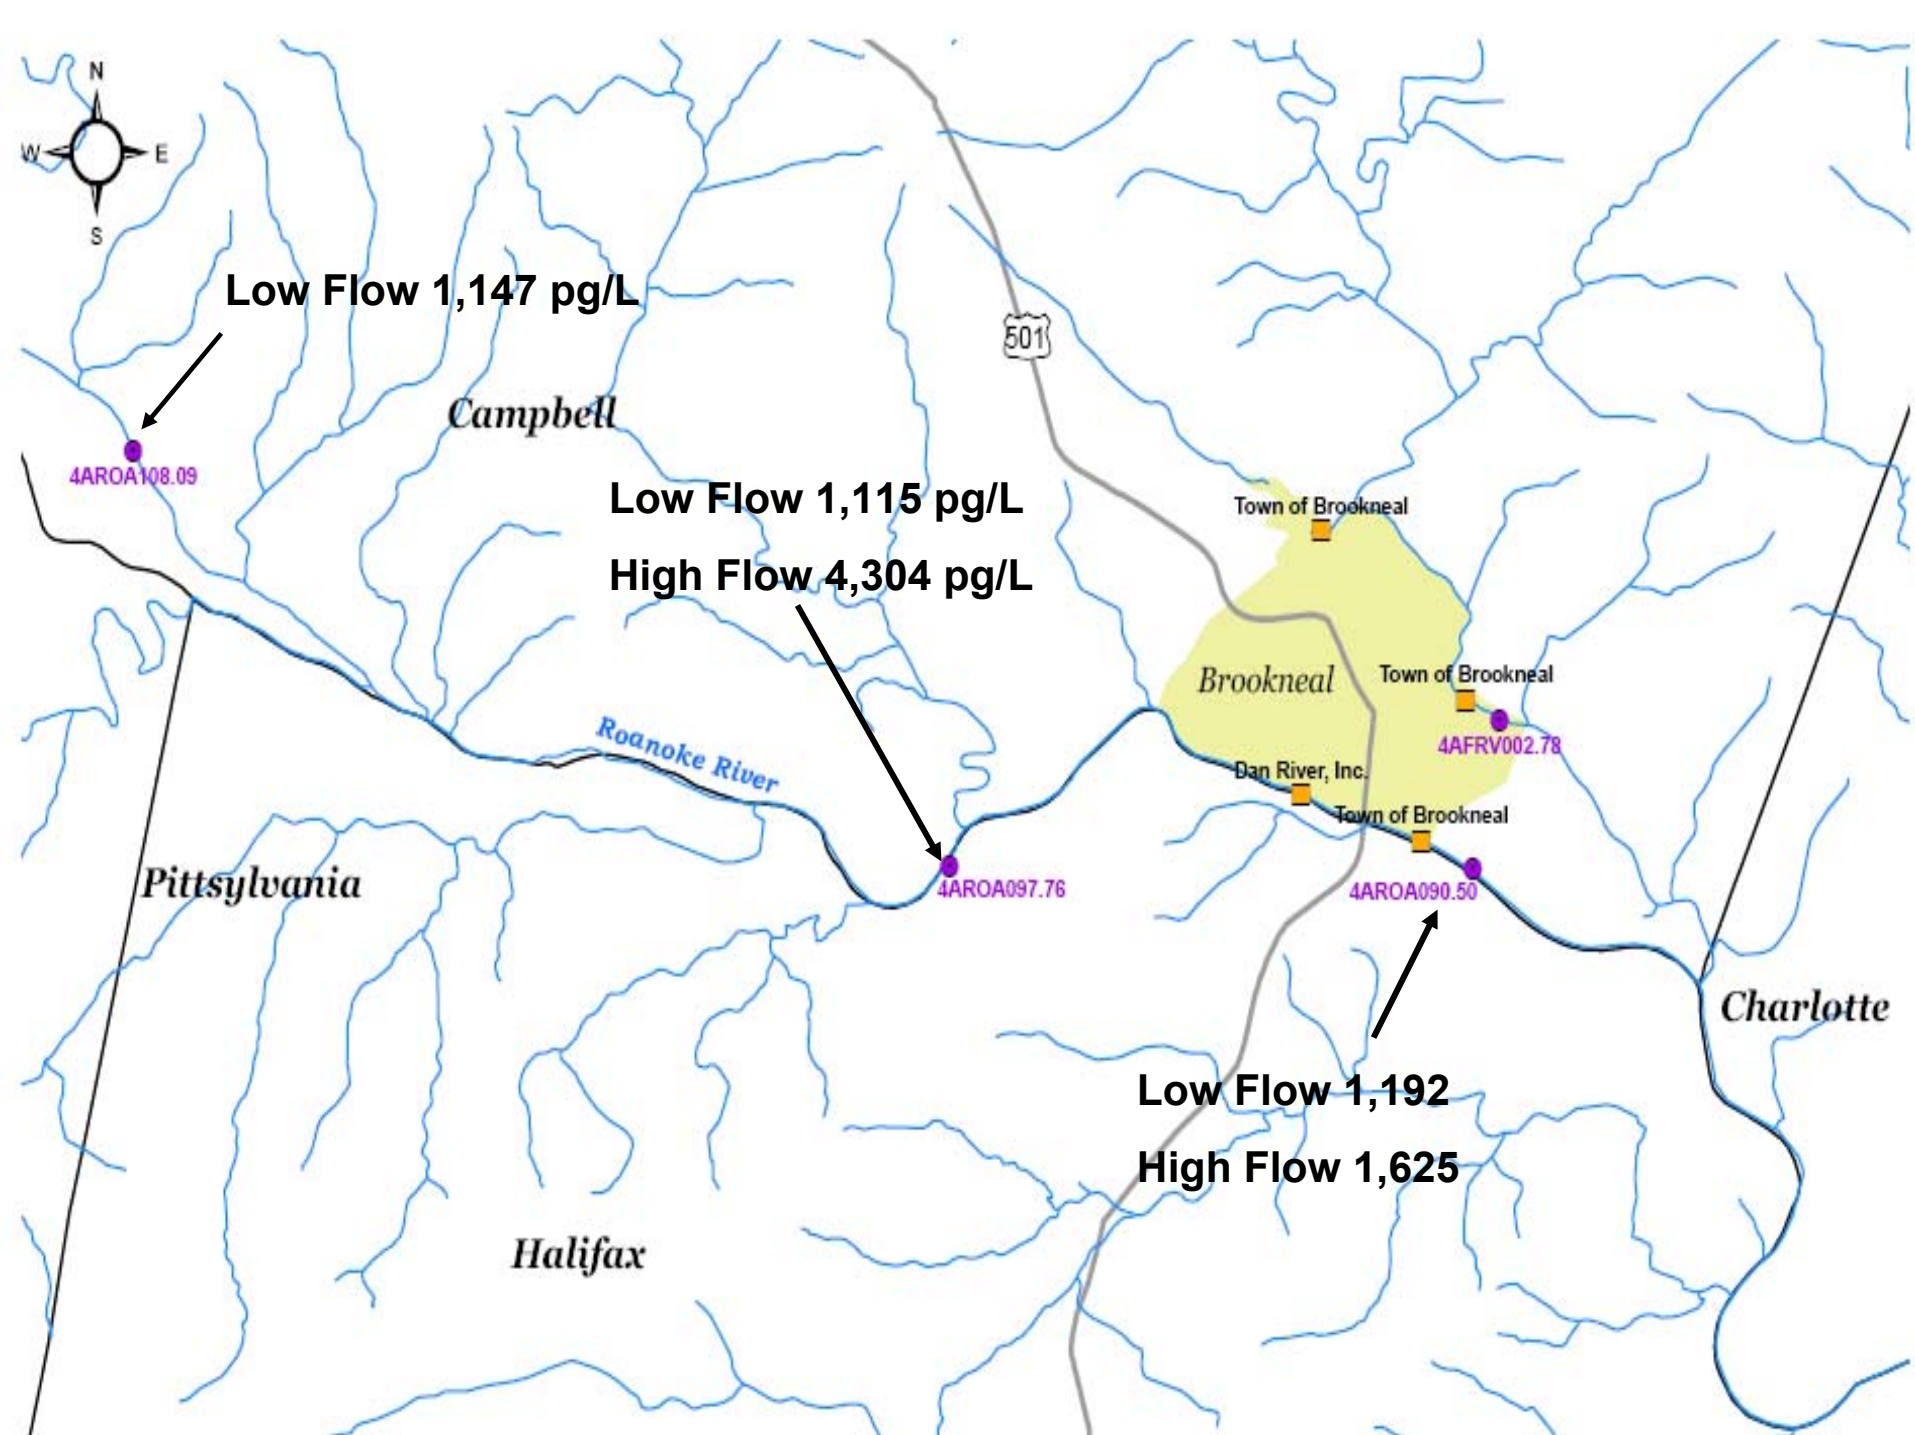 N
W E
S
Low Flow 1,147 pg/L
501
Campbell
4AROA108.09
Low Flow 1,115 pg/L
High Flow 4,304 pg/L
Town of Brookneal
Brookneal
Town of Brookneal
4AFRV002.78
Roanoke River
Dan River, Inc.
Town of Brookneal
Pittsylvania
4AROA097.76
4AROA090.50
Charlotte
Low Flow 1,192
High Flow 1,625
Halifax